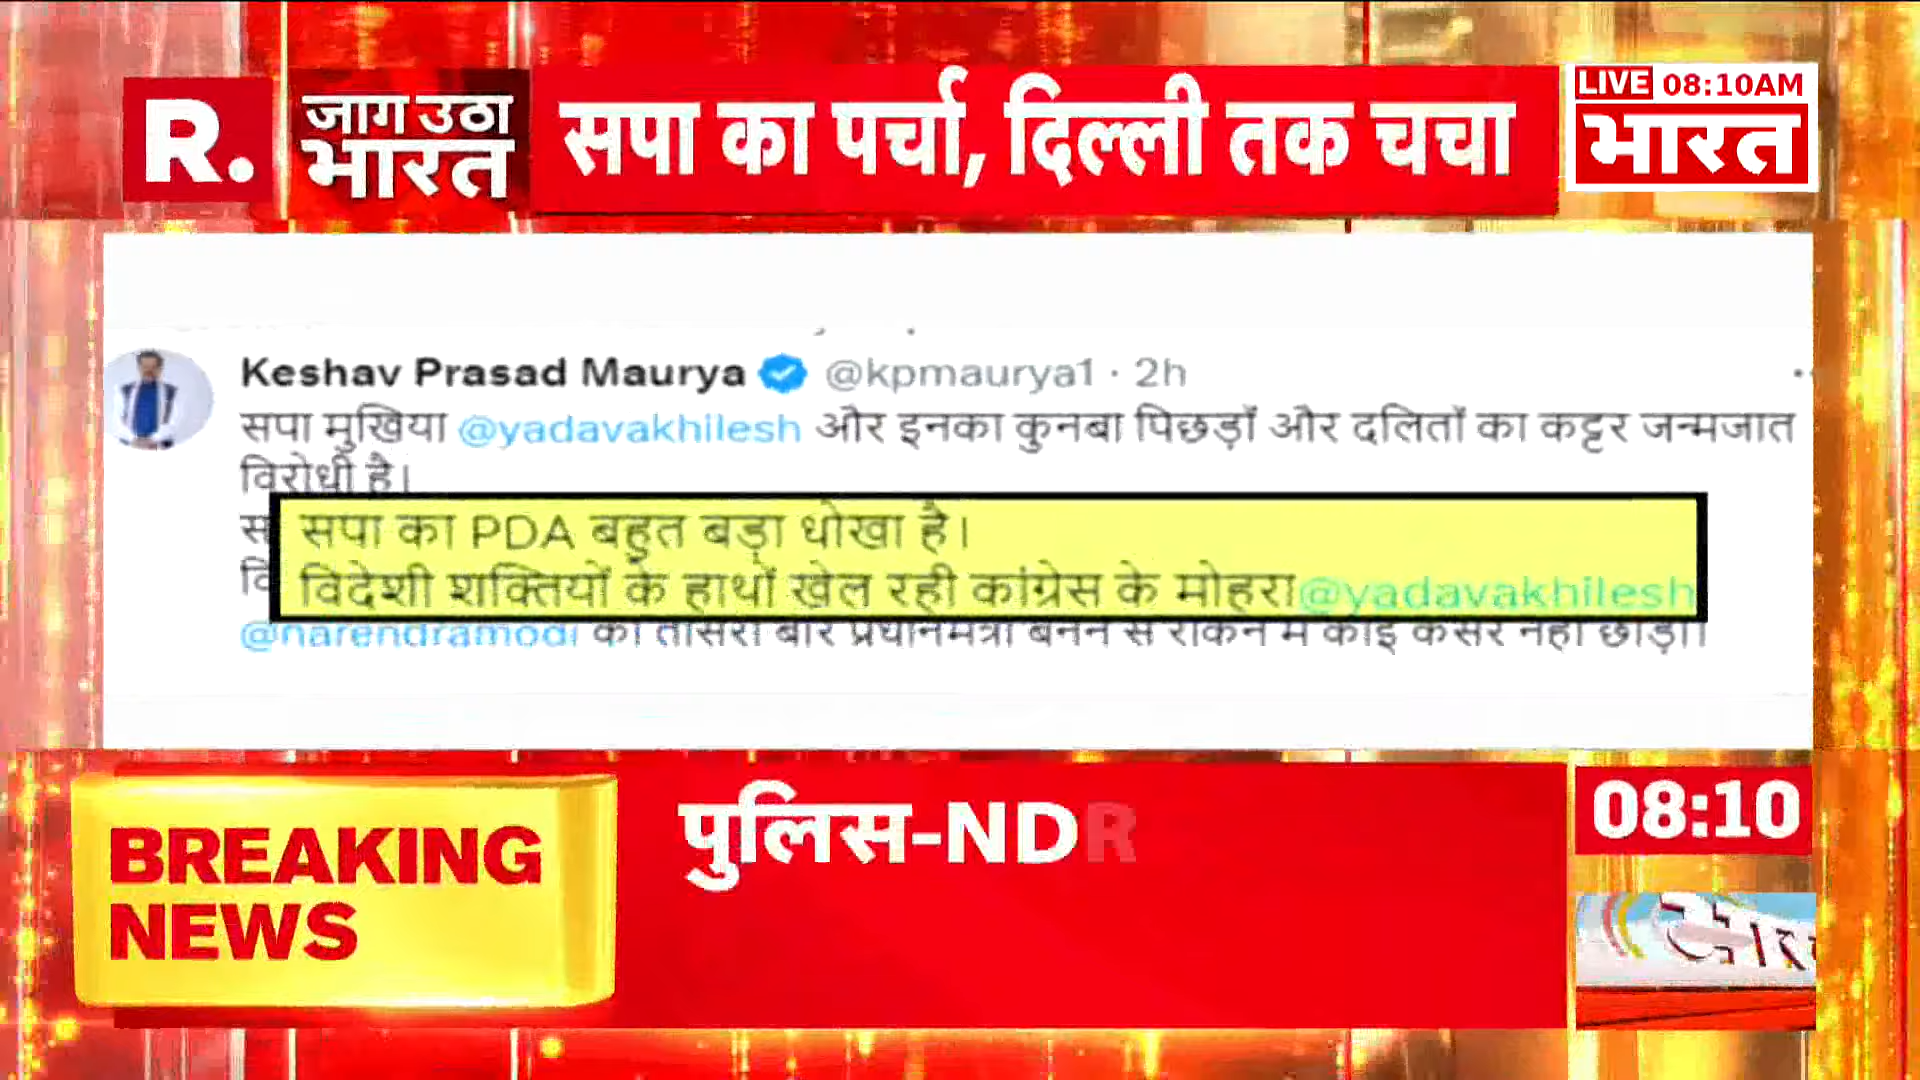 R.
जाग उठा
भारत
सपा का पर्चा, दिल्ली तक चचा
LIVE 08:10AM
भारत
Keshav Prasad Maurya @kpmaurya1 · 2h
सपा मुखिया @yadavakhilesh और इनका कुनबा पिछड़ों और दलितों का कट्टर जन्मजात
विरोधी है।
सपा का PDA बहुत बड़ा धोखा है।
विदेशी शक्तियों के हाथों खेल रही कांग्रेस के मोहरा@yadavakhilesh
@narendramodi को तीसरी बार प्रधानमंत्री बनने से रोकने में कोई कसर नहीं छोड़ी।
BREAKING
NEWS
पुलिस-NDR
08:10